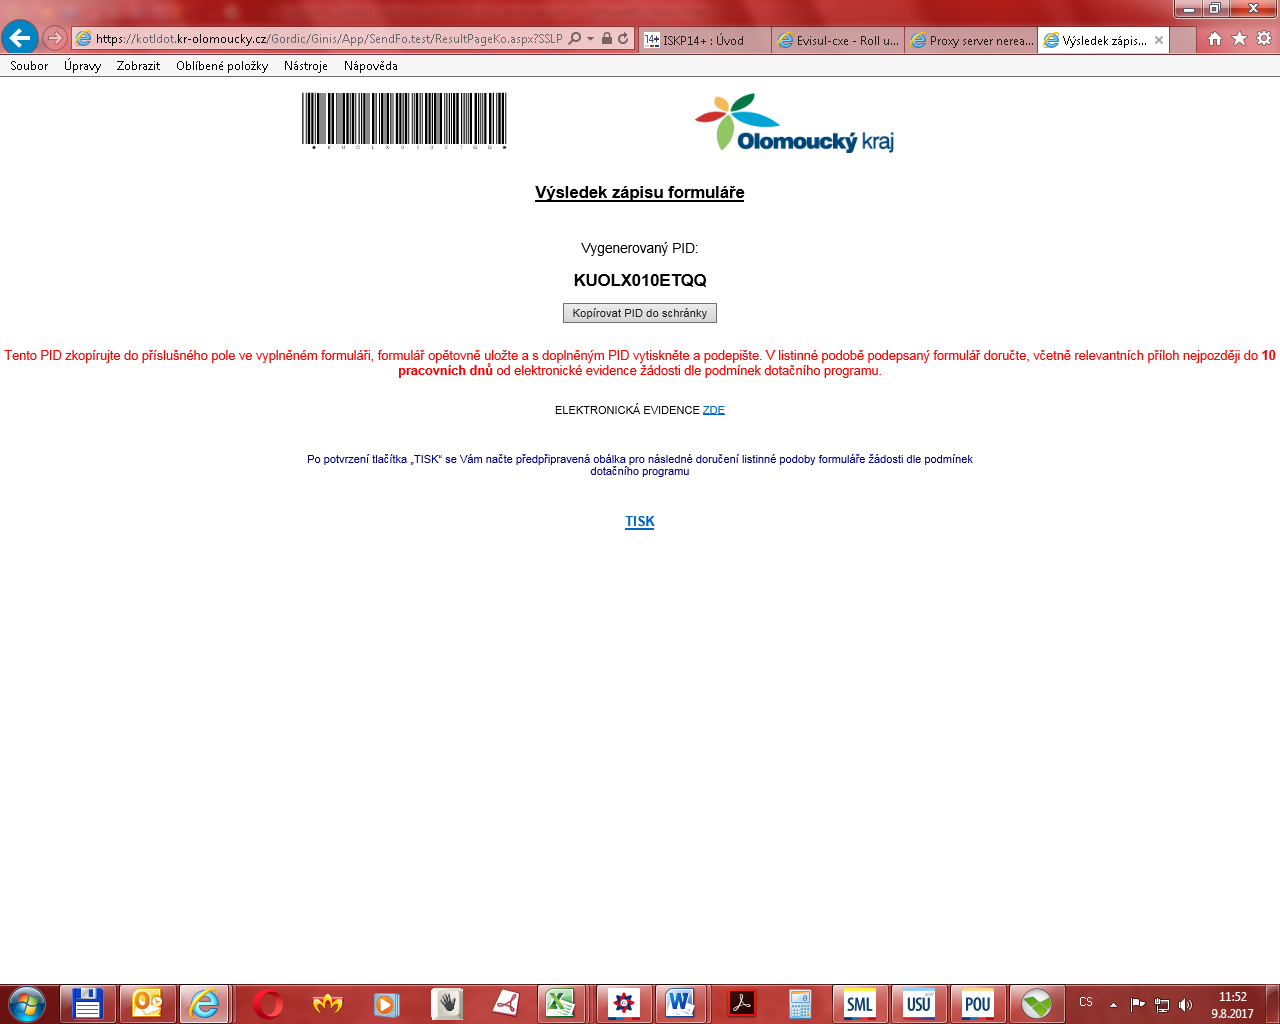 https://kotldot.kr-olomoucky.cz/Gordic/Ginis/App/SendFo.test/ResultPageKo.aspx?SSLP
ISKP14+ : Úvod
Evisul-cxe - Roll u...
Proxy server nerea...
Výsledek zápis...
Soubor Úpravy Zobrazit Oblíbené položky Nástroje Nápověda
* K U O L X 0 1 0 E T Q Q *
Olomoucký kraj
Výsledek zápisu formuláře
Vygenerovaný PID:
KUOLX010ETQQ
Kopírovat PID do schránky
Tento PID zkopírujte do příslušného pole ve vyplněném formuláři, formulář opětovně uložte a s doplněným PID vytiskněte a podepište. V listinné podobě podepsaný formulář doručte, včetně relevantních příloh nejpozději do 10
pracovních dnů od elektronické evidence žádosti dle podmínek dotačního programu.
ELEKTRONICKÁ EVIDENCE ZDE
Po potvrzení tlačítka „TISK“ se Vám načte předpřipravená obálka pro následné doručení listinné podoby formuláře žádosti dle podmínek
dotačního programu
TISK
SML
USU
POU
CS
11:52
9.8.2017